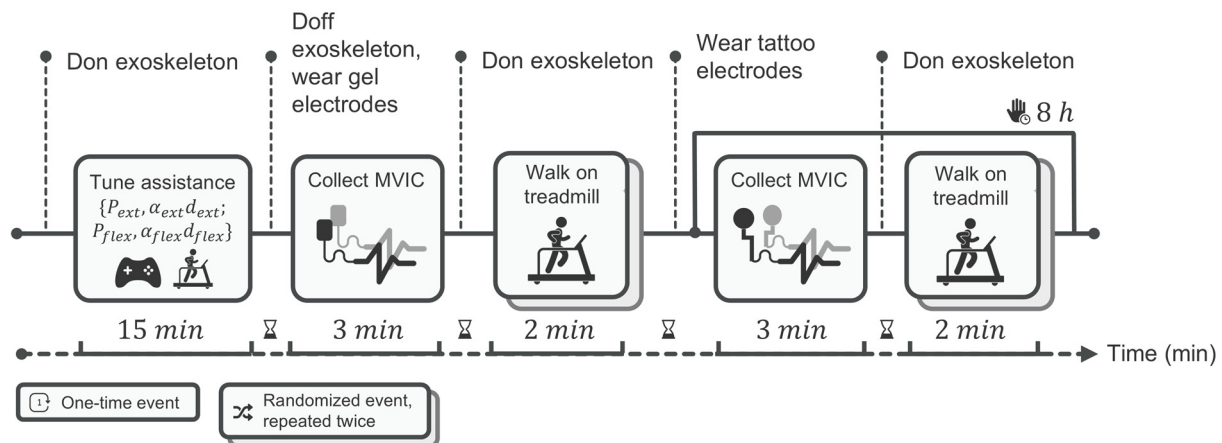 Don exoskeleton
Doff
exoskeleton,
wear gel
electrodes
Don exoskeleton
Wear tattoo
electrodes
Don exoskeleton
8 h
Tune assistance
{P_ext, α_ext d_ext;
P_flex, α_flex d_flex}
Collect MVIC
Walk on
treadmill
Collect MVIC
Walk on
treadmill
15 min
3 min
2 min
3 min
2 min
Time (min)
1
One-time event
Randomized event,
repeated twice